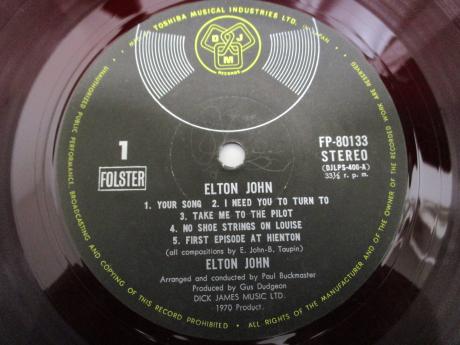 MFD. BY TOSHIBA MUSICAL INDUSTRIES LTD. IN JAPAN
DJM
RECORDS
1
FOLSTER
FP-80133
STEREO
(DJLPS-406-A)
33⅓ r. p. m.
ELTON JOHN
1. YOUR SONG 2. I NEED YOU TO TURN TO
3. TAKE ME TO THE PILOT
4. NO SHOE STRINGS ON LOUISE
5. FIRST EPISODE AT HIENTON
(all compositions by E. John-B. Taupin)
ELTON JOHN
Arranged and conducted by Paul Buckmaster
Produced by Gus Dudgeon
DICK JAMES MUSIC LTD.
1970 Product.
UNAUTHORIZED PUBLIC PERFORMANCE, BROADCASTING AND COPYING OF THIS RECORD PROHIBITED • ALL RIGHTS OF THE MANUFACTURER AND OF THE OWNER OF THE RECORDED WORK ARE RESERVED